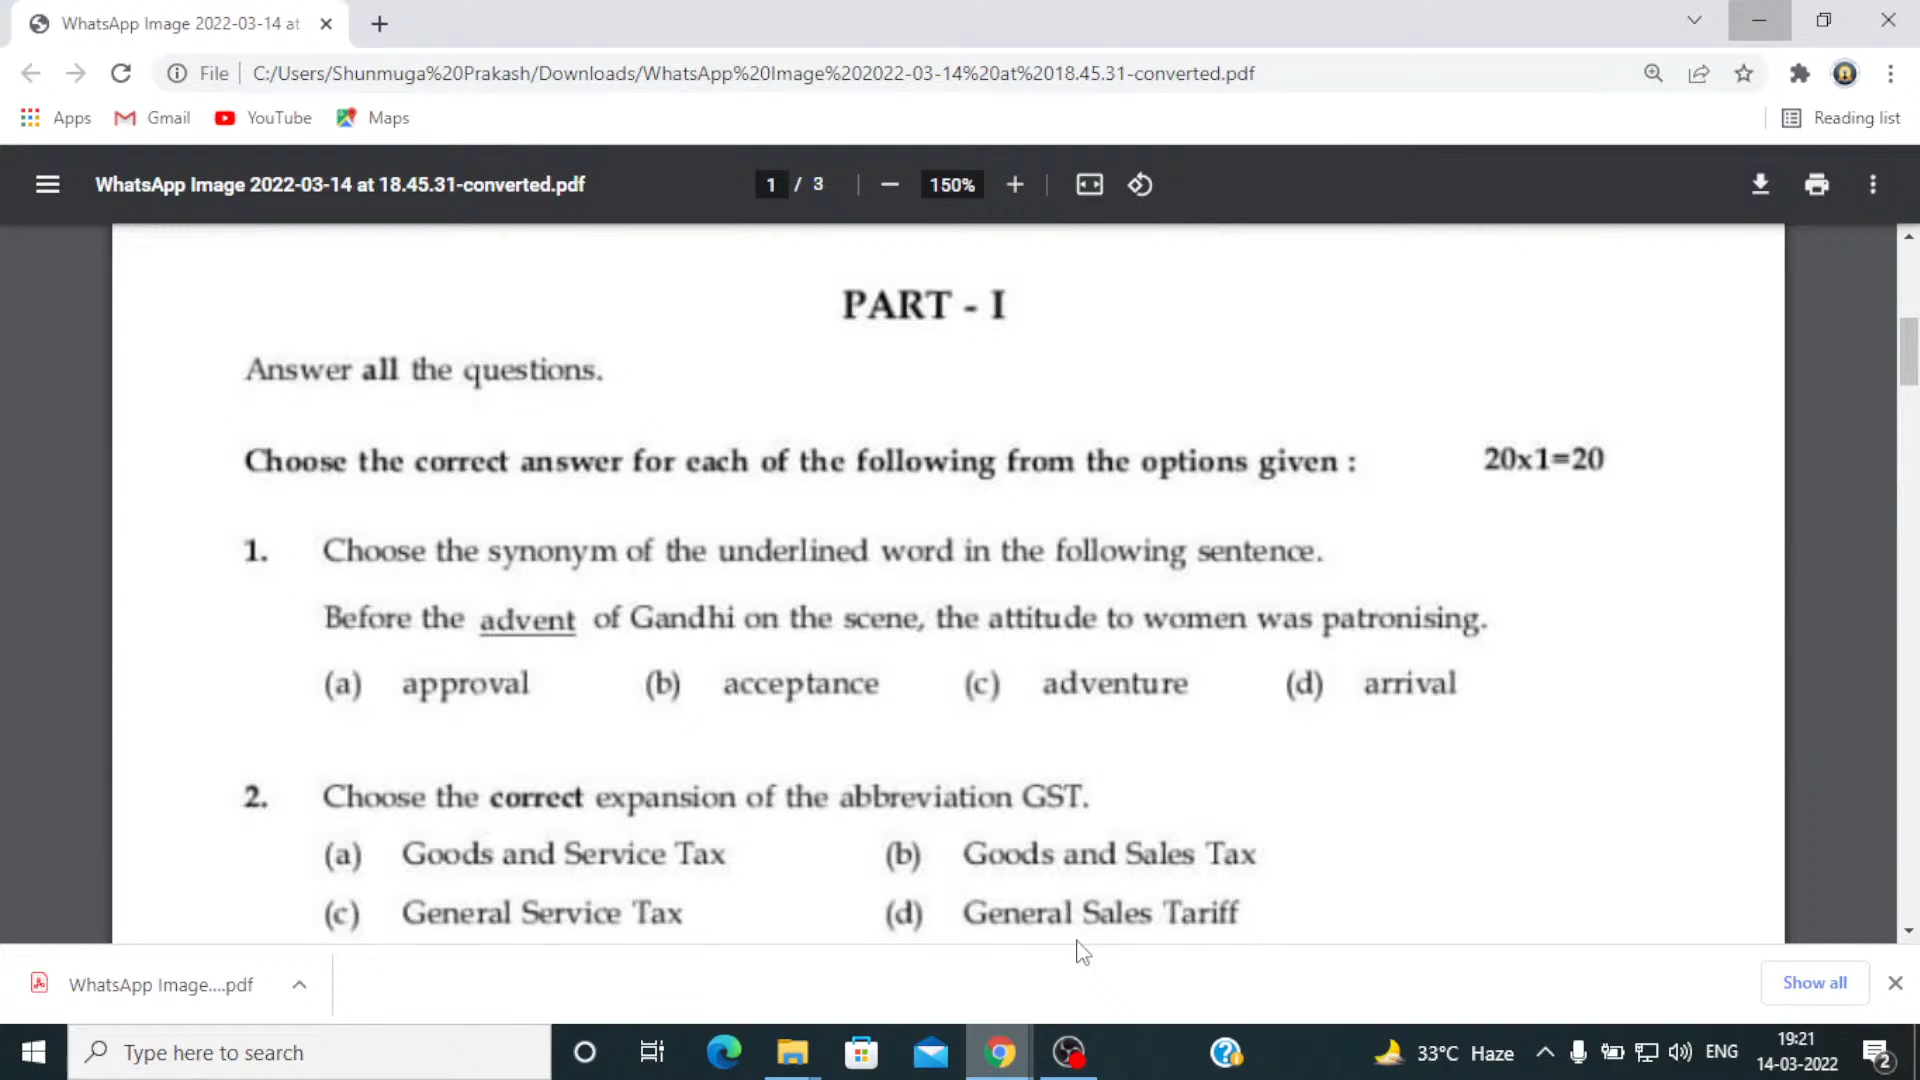 WhatsApp Image 2022-03-14 at
File C:/Users/Shunmuga%20Prakash/Downloads/WhatsApp%20Image%202022-03-14%20at%2018.45.31-converted.pdf
Apps Gmail YouTube Maps Reading list
WhatsApp Image 2022-03-14 at 18.45.31-converted.pdf 1 / 3 150%
PART - I
Answer all the questions.
Choose the correct answer for each of the following from the options given : 20x1=20
1. Choose the synonym of the underlined word in the following sentence.
Before the advent of Gandhi on the scene, the attitude to women was patronising.
(a) approval (b) acceptance (c) adventure (d) arrival
2. Choose the correct expansion of the abbreviation GST.
(a) Goods and Service Tax (b) Goods and Sales Tax
(c) General Service Tax (d) General Sales Tariff
WhatsApp Image....pdf Show all
Type here to search 33°C Haze ENG 19:21
14-03-2022 2